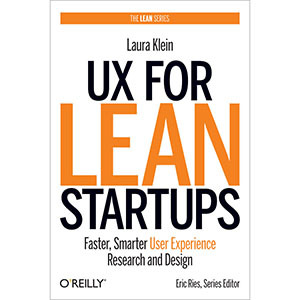 THE LEAN SERIES
Laura Klein
UX FOR
LEAN
STARTUPS
Faster, Smarter User Experience
Research and Design
O'REILLY®
Eric Ries, Series Editor